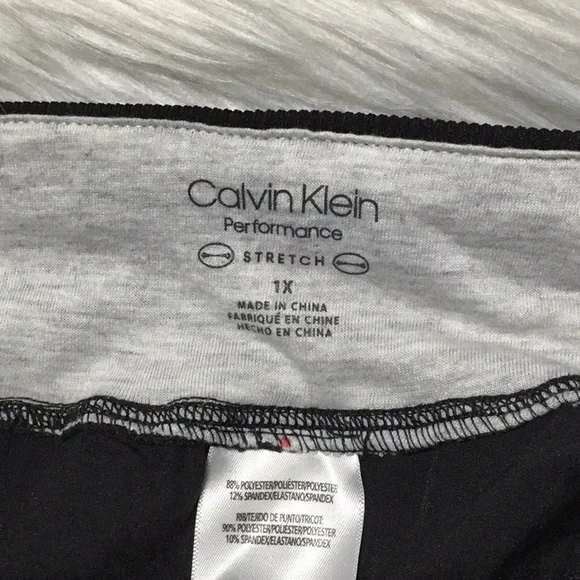 Calvin Klein
Performance
STRETCH
1X
MADE IN CHINA
FABRIQUÉ EN CHINE
HECHO EN CHINA
88% POLYESTER/POLIÉSTER/POLYESTER
12% SPANDEX/ELASTANO/SPANDEX
RIB/TEJIDO DE PUNTO/TRICOT:
90% POLYESTER/POLIÉSTER/POLYESTER
10% SPANDEX/ELASTANO/SPANDEX